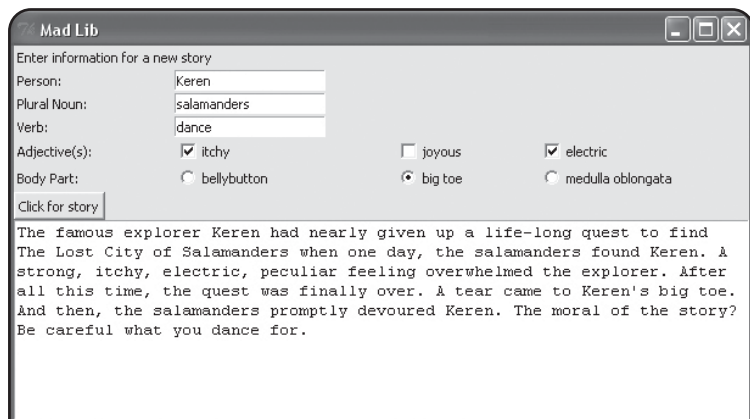 Mad Lib
Enter information for a new story
Person: Keren
Plural Noun: salamanders
Verb: dance
Adjective(s): itchy joyous electric
Body Part: bellybutton big toe medulla oblongata
Click for story
The famous explorer Keren had nearly given up a life-long quest to find
The Lost City of Salamanders when one day, the salamanders found Keren. A
strong, itchy, electric, peculiar feeling overwhelmed the explorer. After
all this time, the quest was finally over. A tear came to Keren's big toe.
And then, the salamanders promptly devoured Keren. The moral of the story?
Be careful what you dance for.